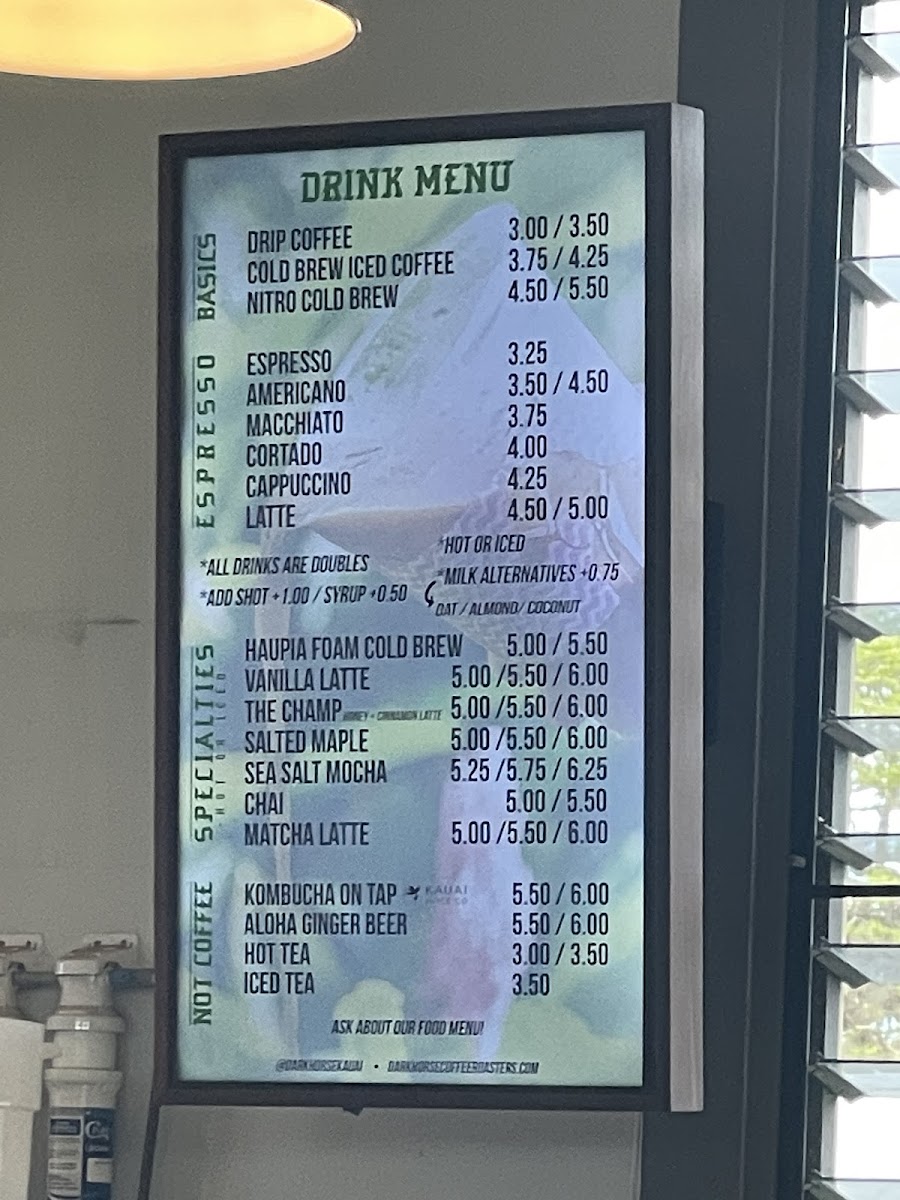 DRINK MENU
BASICS
DRIP COFFEE 3.00 / 3.50
COLD BREW ICED COFFEE 3.75 / 4.25
NITRO COLD BREW 4.50 / 5.50
ESPRESSO
ESPRESSO 3.25
AMERICANO 3.50 / 4.50
MACCHIATO 3.75
CORTADO 4.00
CAPPUCCINO 4.25
LATTE 4.50 / 5.00
*ALL DRINKS ARE DOUBLES
*ADD SHOT +1.00 / SYRUP +0.50
*HOT OR ICED
*MILK ALTERNATIVES +0.75
OAT / ALMOND/ COCONUT
SPECIALTIES
HOT OR ICED
HAUPIA FOAM COLD BREW 5.00 / 5.50
VANILLA LATTE 5.00 /5.50 / 6.00
THE CHAMP HONEY + CINNAMON LATTE 5.00 /5.50 / 6.00
SALTED MAPLE 5.00 /5.50 / 6.00
SEA SALT MOCHA 5.25 /5.75 / 6.25
CHAI 5.00 / 5.50
MATCHA LATTE 5.00 /5.50 / 6.00
NOT COFFEE
KOMBUCHA ON TAP KAUAI JUICE CO 5.50 / 6.00
ALOHA GINGER BEER 5.50 / 6.00
HOT TEA 3.00 / 3.50
ICED TEA 3.50
ASK ABOUT OUR FOOD MENU!
@DARKHORSEKAUAI • DARKHORSECOFFEEROASTERS.COM